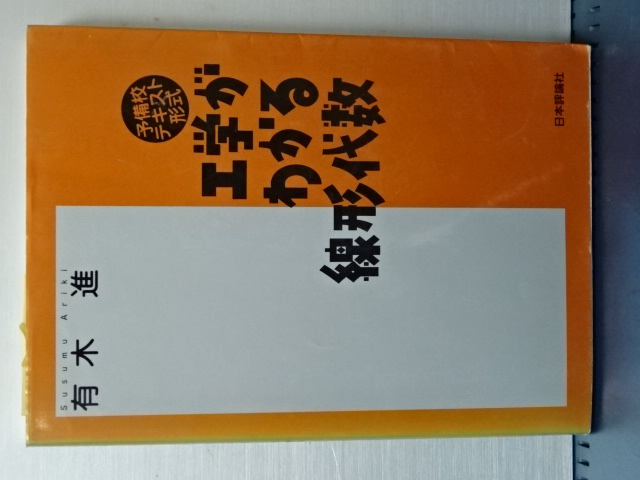 予備校
テキスト
形式
工学が
わかる
線形代数
Susumu Ariki
有木 進
日本評論社